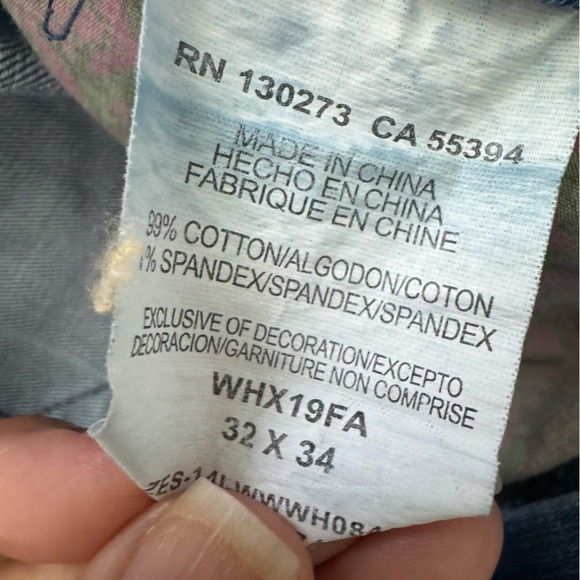 RN 130273 CA 55394
MADE IN CHINA
HECHO EN CHINA
FABRIQUE EN CHINE
99% COTTON/ALGODON/COTON
1% SPANDEX/SPANDEX/SPANDEX
EXCLUSIVE OF DECORATION/EXCEPTO
DECORACION/GARNITURE NON COMPRISE
WHX19FA
32 X 34